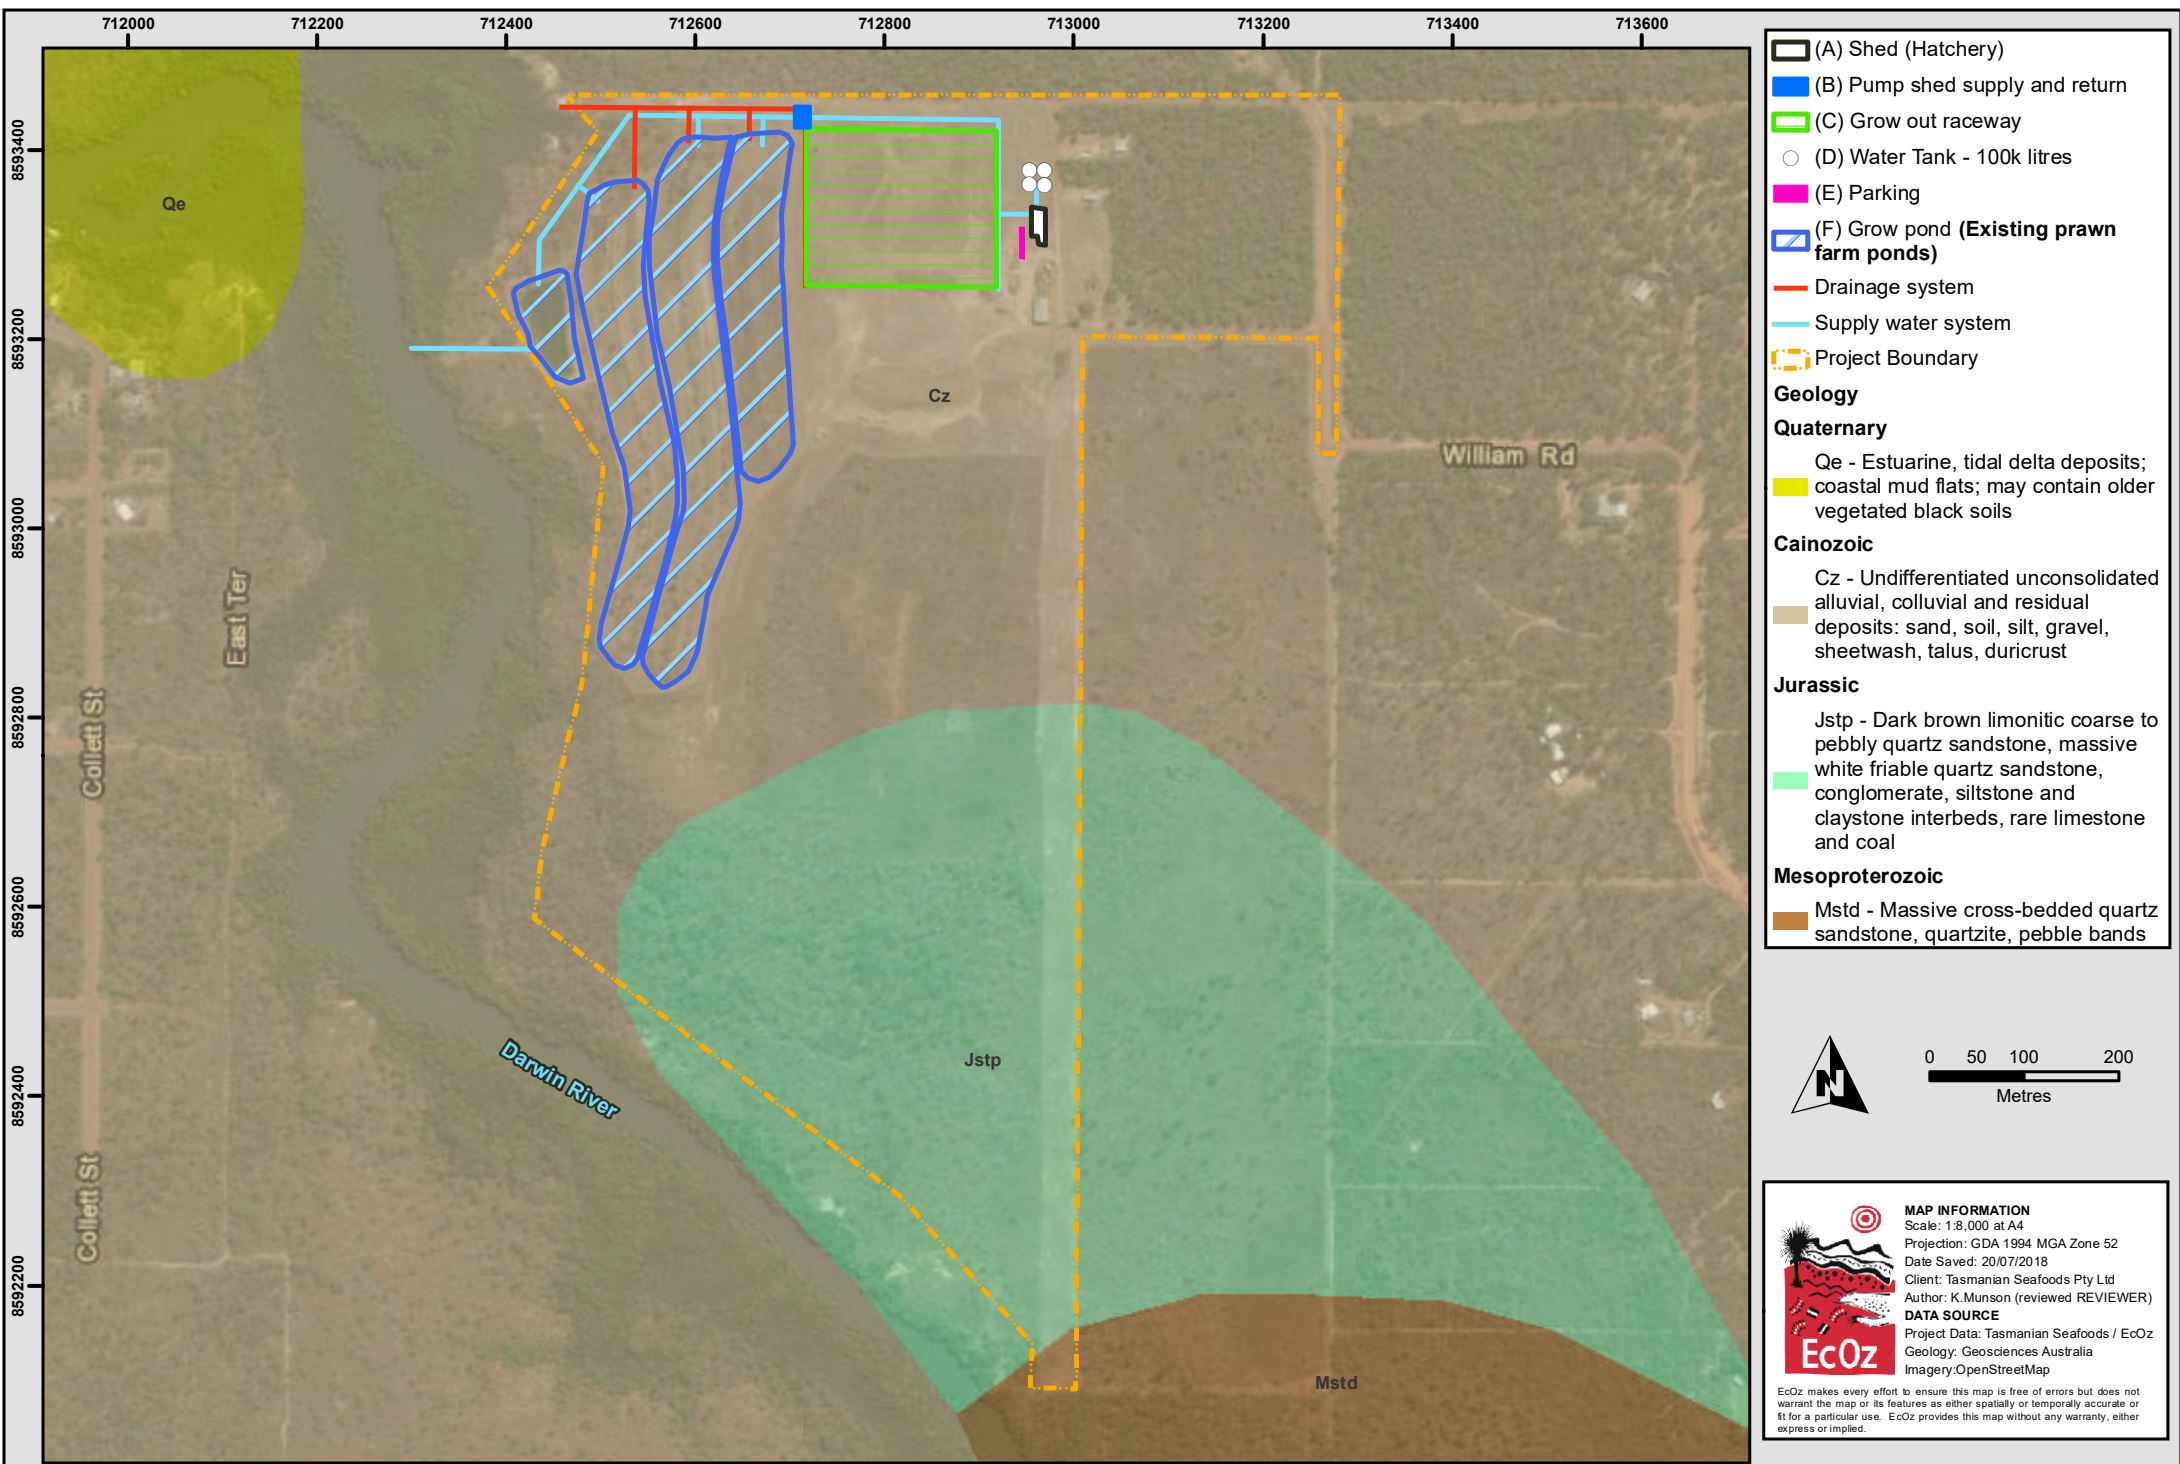 712000 712200 712400 712600 712800 713000 713200 713400 713600
8593400
8593200
8593000
8592800
8592600
8592400
8592200
Qe
Cz
William Rd
East Ter
Collett St
Jstp
Darwin River
Collett St
Mstd
(A) Shed (Hatchery)
(B) Pump shed supply and return
(C) Grow out raceway
(D) Water Tank - 100k litres
(E) Parking
(F) Grow pond (Existing prawn
farm ponds)
Drainage system
Supply water system
Project Boundary
Geology
Quaternary
Qe - Estuarine, tidal delta deposits;
coastal mud flats; may contain older
vegetated black soils
Cainozoic
Cz - Undifferentiated unconsolidated
alluvial, colluvial and residual
deposits: sand, soil, silt, gravel,
sheetwash, talus, duricrust
Jurassic
Jstp - Dark brown limonitic coarse to
pebbly quartz sandstone, massive
white friable quartz sandstone,
conglomerate, siltstone and
claystone interbeds, rare limestone
and coal
Mesoproterozoic
Mstd - Massive cross-bedded quartz
sandstone, quartzite, pebble bands
N
0 50 100 200
Metres
EcOz
MAP INFORMATION
Scale: 1:8,000 at A4
Projection: GDA 1994 MGA Zone 52
Date Saved: 20/07/2018
Client: Tasmanian Seafoods Pty Ltd
Author: K.Munson (reviewed REVIEWER)
DATA SOURCE
Project Data: Tasmanian Seafoods / EcOz
Geology: Geosciences Australia
Imagery:OpenStreetMap
EcOz makes every effort to ensure this map is free of errors but does not
warrant the map or its features as either spatially or temporally accurate or
fit for a particular use. EcOz provides this map without any warranty, either
express or implied.